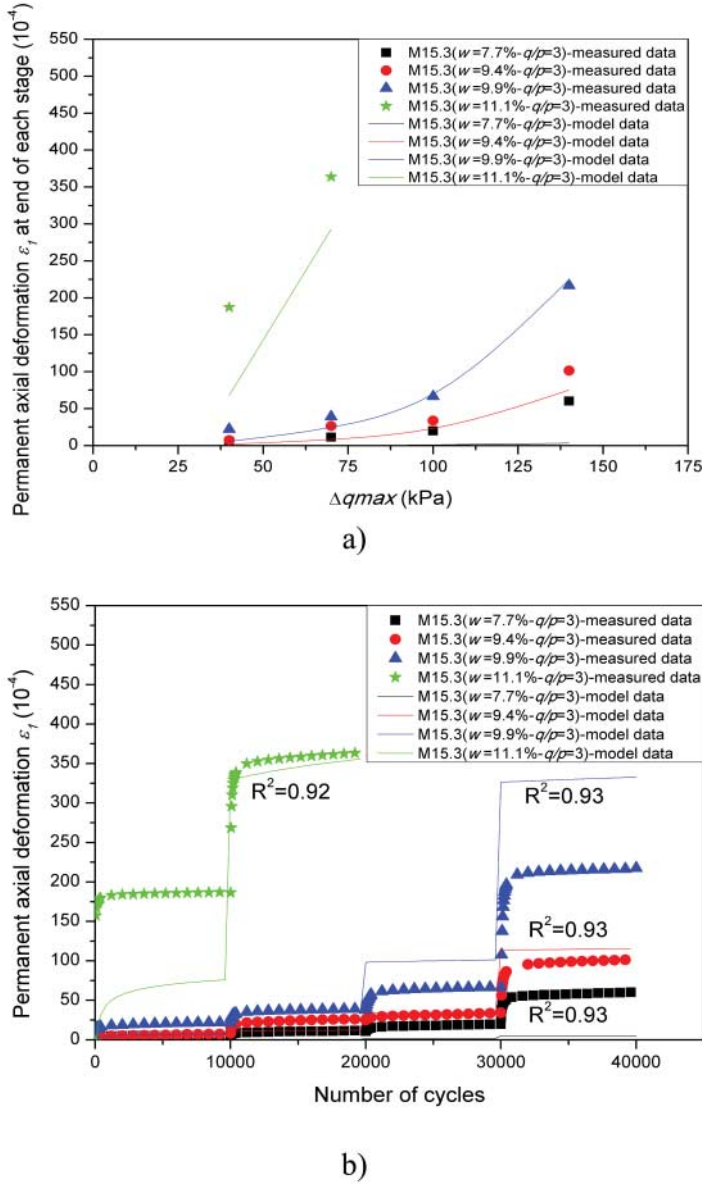 550
500
450
400
350
300
250
200
150
100
50
0
Permanent axial deformation ε₁ at end of each stage (10⁻⁴)
M15.3(w=7.7%-q/p=3)-measured data
M15.3(w=9.4%-q/p=3)-measured data
M15.3(w=9.9%-q/p=3)-measured data
M15.3(w=11.1%-q/p=3)-measured data
M15.3(w=7.7%-q/p=3)-model data
M15.3(w=9.4%-q/p=3)-model data
M15.3(w=9.9%-q/p=3)-model data
M15.3(w=11.1%-q/p=3)-model data
0 25 50 75 100 125 150 175
Δqmax (kPa)
a)
550
500
450
400
350
300
250
200
150
100
50
0
Permanent axial deformation ε₁ (10⁻⁴)
M15.3(w=7.7%-q/p=3)-measured data
M15.3(w=9.4%-q/p=3)-measured data
M15.3(w=9.9%-q/p=3)-measured data
M15.3(w=11.1%-q/p=3)-measured data
M15.3(w=7.7%-q/p=3)-model data
M15.3(w=9.4%-q/p=3)-model data
M15.3(w=9.9%-q/p=3)-model data
M15.3(w=11.1%-q/p=3)-model data
R²=0.92
R²=0.93
R²=0.93
R²=0.93
0 10000 20000 30000 40000
Number of cycles
b)